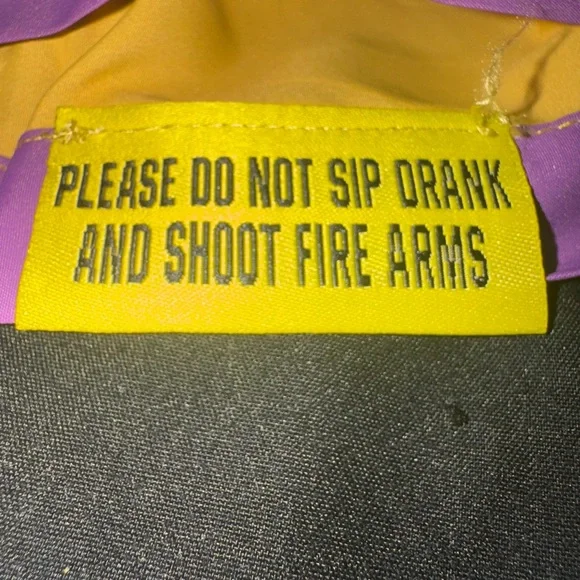 PLEASE DO NOT SIP DRANK
AND SHOOT FIRE ARMS